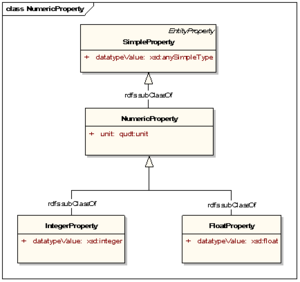 class NumericProperty
EntityProperty
SimpleProperty
+ datatypeValue: xsd:anySimpleType
rdfs:subClassOf
NumericProperty
+ unit: qudt:unit
rdfs:subClassOf
rdfs:subClassOf
IntegerProperty
FloatProperty
+ datatypeValue: xsd:integer
+ datatypeValue: xsd:float